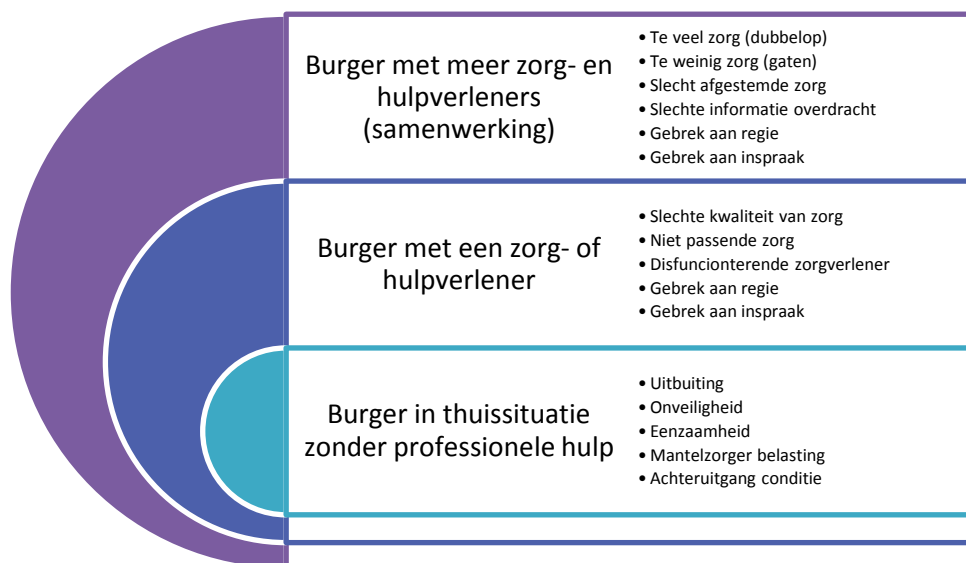 Burger met meer zorg- en
hulpverleners
(samenwerking)
• Te veel zorg (dubbelop)
• Te weinig zorg (gaten)
• Slecht afgestemde zorg
• Slechte informatie overdracht
• Gebrek aan regie
• Gebrek aan inspraak
Burger met een zorg- of
hulpverlener
• Slechte kwaliteit van zorg
• Niet passende zorg
• Disfuncionterende zorgverlener
• Gebrek aan regie
• Gebrek aan inspraak
Burger in thuissituatie
zonder professionele hulp
• Uitbuiting
• Onveiligheid
• Eenzaamheid
• Mantelzorger belasting
• Achteruitgang conditie